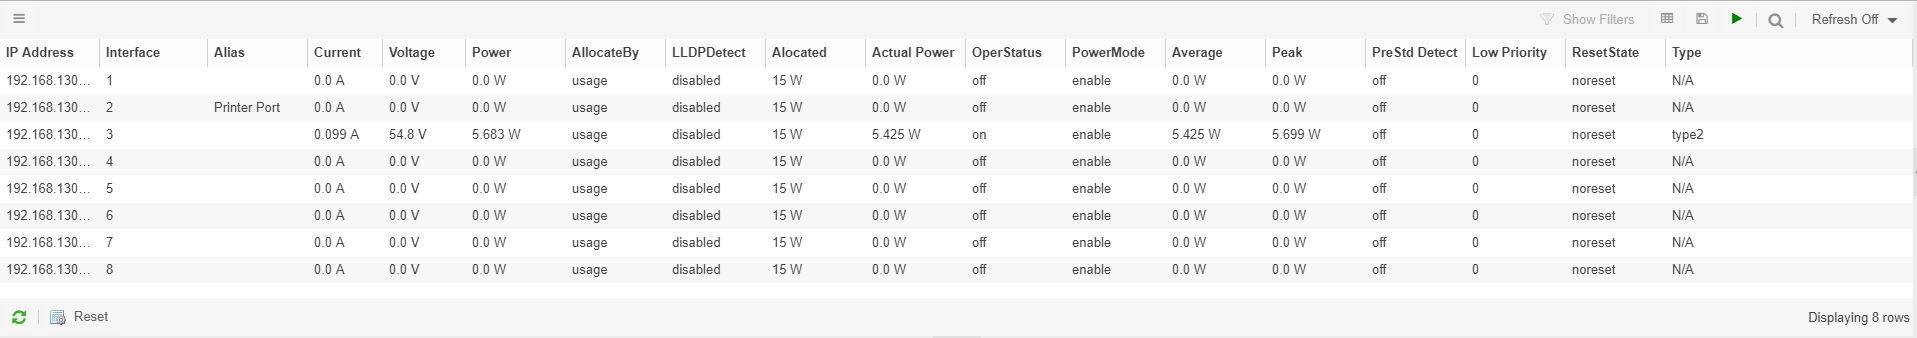 Show Filters Refresh Off
IP Address Interface Alias Current Voltage Power AllocateBy LLDPDetect Alocated Actual Power OperStatus PowerMode Average Peak PreStd Detect Low Priority ResetState Type
192.168.130... 1 0.0 A 0.0 V 0.0 W usage disabled 15 W 0.0 W off enable 0.0 W 0.0 W off 0 noreset N/A
192.168.130... 2 Printer Port 0.0 A 0.0 V 0.0 W usage disabled 15 W 0.0 W off enable 0.0 W 0.0 W off 0 noreset N/A
192.168.130... 3 0.099 A 54.8 V 5.683 W usage disabled 15 W 5.425 W on enable 5.425 W 5.699 W off 0 noreset type2
192.168.130... 4 0.0 A 0.0 V 0.0 W usage disabled 15 W 0.0 W off enable 0.0 W 0.0 W off 0 noreset N/A
192.168.130... 5 0.0 A 0.0 V 0.0 W usage disabled 15 W 0.0 W off enable 0.0 W 0.0 W off 0 noreset N/A
192.168.130... 6 0.0 A 0.0 V 0.0 W usage disabled 15 W 0.0 W off enable 0.0 W 0.0 W off 0 noreset N/A
192.168.130... 7 0.0 A 0.0 V 0.0 W usage disabled 15 W 0.0 W off enable 0.0 W 0.0 W off 0 noreset N/A
192.168.130... 8 0.0 A 0.0 V 0.0 W usage disabled 15 W 0.0 W off enable 0.0 W 0.0 W off 0 noreset N/A
Reset Displaying 8 rows